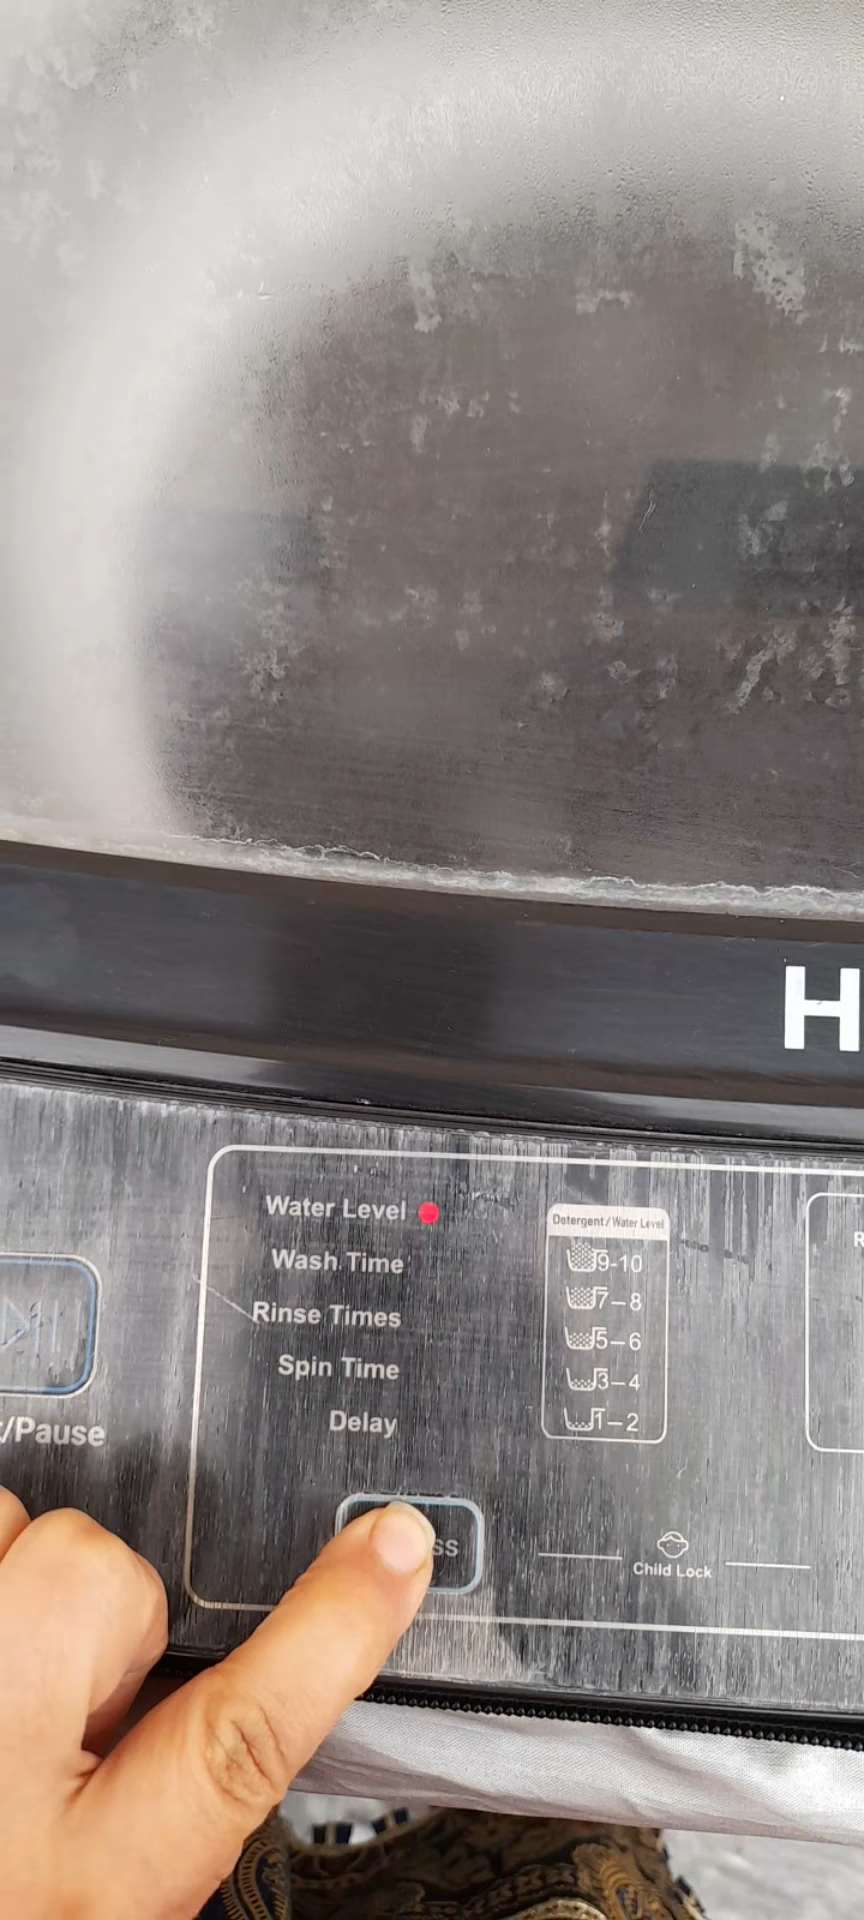 H
Water Level
Wash Time
Rinse Times
Spin Time
Delay
Detergent/Water Level
9-10
7-8
5-6
3-4
1-2
R
/Pause
SS
Child Lock